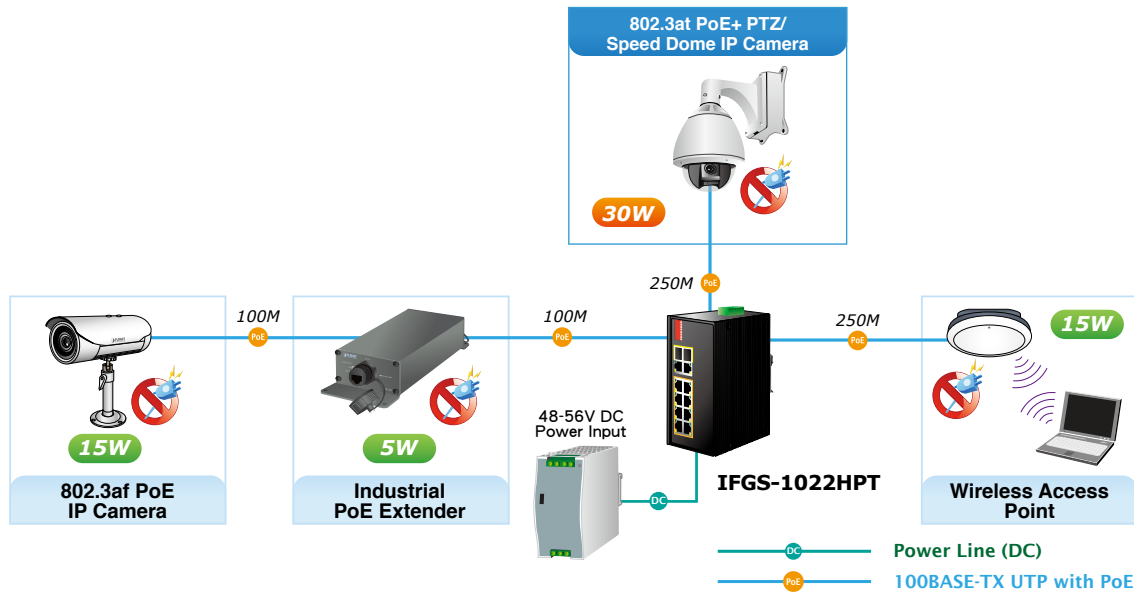 802.3at PoE+ PTZ/
Speed Dome IP Camera
30W
250M
PoE
100M
PoE
100M
PoE
250M
PoE
15W
15W
5W
802.3af PoE
IP Camera
Industrial
PoE Extender
48-56V DC
Power Input
DC
IFGS-1022HPT
Wireless Access
Point
DC
Power Line (DC)
PoE
100BASE-TX UTP with PoE